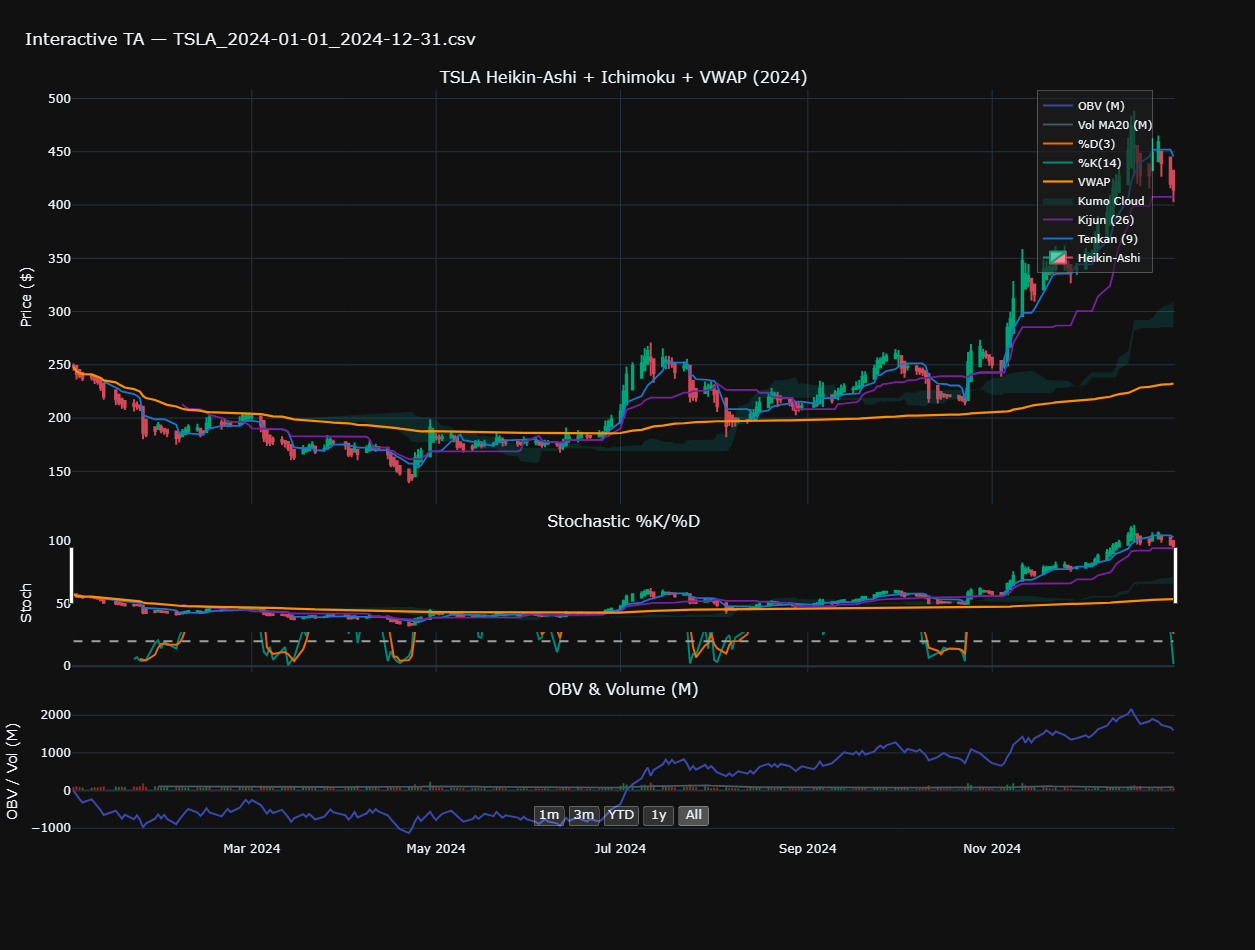 Interactive TA — TSLA_2024-01-01_2024-12-31.csv
TSLA Heikin-Ashi + Ichimoku + VWAP (2024)
OBV (M)
Vol MA20 (M)
%D(3)
%K(14)
VWAP
Kumo Cloud
Kijun (26)
Tenkan (9)
Heikin-Ashi
Price ($)
500
450
400
350
300
250
200
150
Stochastic %K/%D
Stoch
100
50
0
OBV & Volume (M)
OBV / Vol (M)
2000
1000
0
−1000
1m 3m YTD 1y All
Mar 2024 May 2024 Jul 2024 Sep 2024 Nov 2024